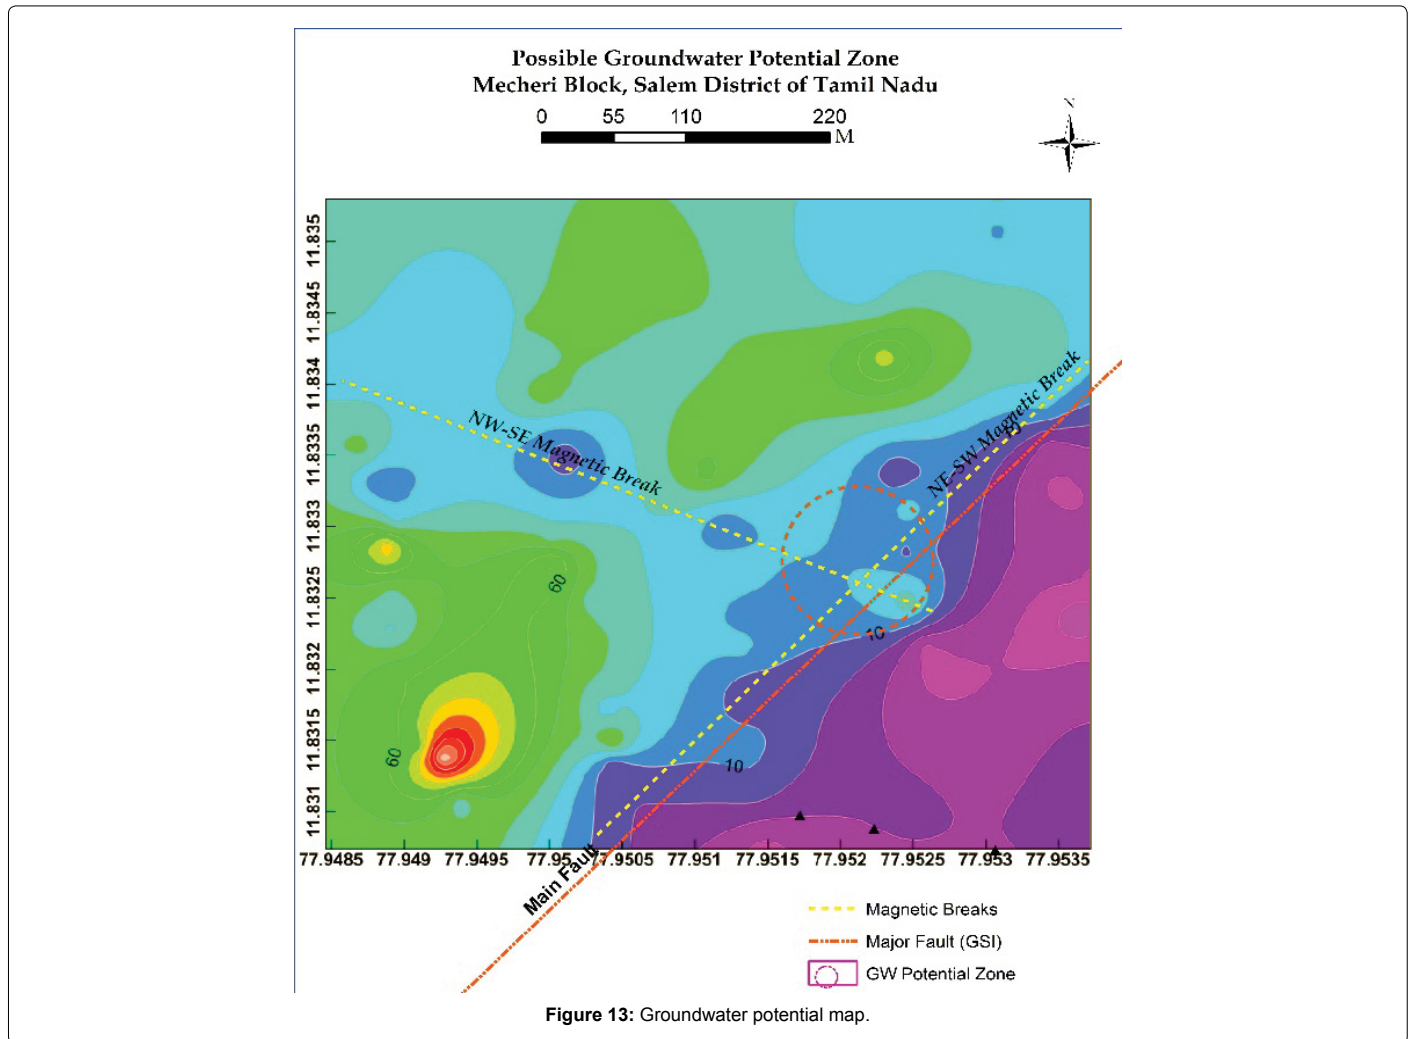 Possible Groundwater Potential Zone
Mecheri Block, Salem District of Tamil Nadu
0 55 110 220
M
N
11.835
11.8345
11.834
11.8335
11.833
11.8325
11.832
11.8315
11.831
NW-SE Magnetic Break
NE-SW Magnetic Break
60
10
60
10
77.9485 77.949 77.9495 77.95 77.9505 77.951 77.9515 77.952 77.9525 77.953 77.9535
Main Fault
Magnetic Breaks
Major Fault (GSI)
GW Potential Zone
Figure 13: Groundwater potential map.